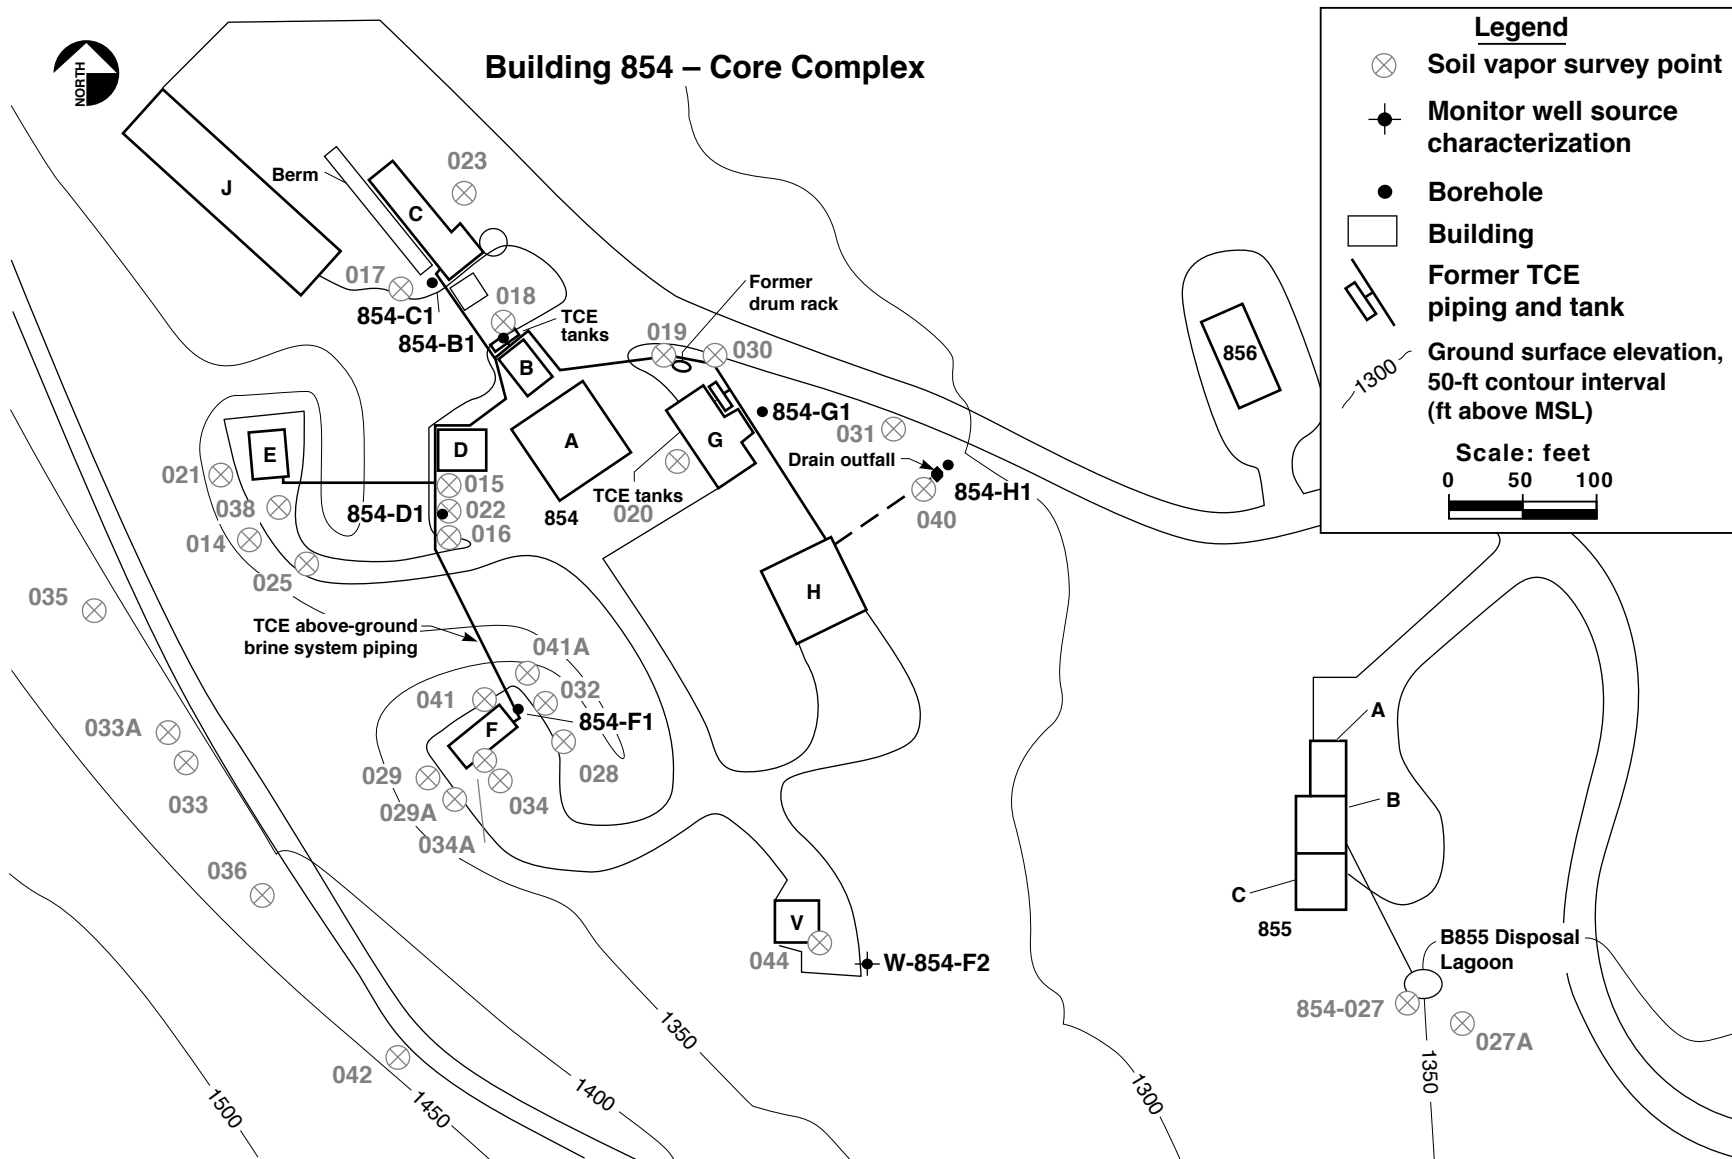 Building 854 – Core Complex
NORTH
Legend
Soil vapor survey point
Monitor well source
characterization
Borehole
Building
Former TCE
piping and tank
1300
Ground surface elevation,
50-ft contour interval
(ft above MSL)
Scale: feet
0 50 100
J
Berm
C
023
017
854-C1
018
854-B1
TCE
tanks
B
Former
drum rack
019
030
856
854-G1
031
Drain outfall
854-H1
040
E
D
A
G
021
015
038
854-D1
022
016
014
025
TCE tanks
020
854
H
035
TCE above-ground
brine system piping
041A
041
032
F
854-F1
033A
033
029
029A
034
034A
028
036
042
V
044
W-854-F2
A
B
C
855
B855 Disposal
Lagoon
854-027
027A
1500
1450
1400
1350
1300
1350